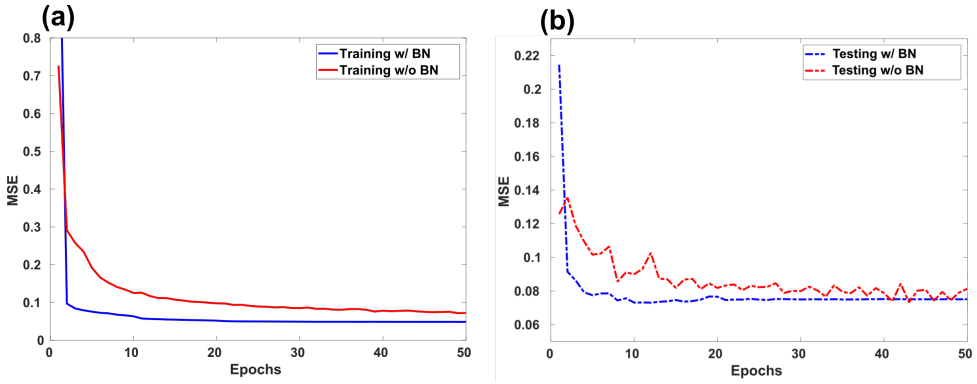 (a)
0.8
0.7
0.6
0.5
0.4
0.3
0.2
0.1
0
MSE
0 10 20 30 40 50
Epochs
Training w/ BN
Training w/o BN
(b)
0.22
0.2
0.18
0.16
0.14
0.12
0.1
0.08
0.06
MSE
0 10 20 30 40 50
Epochs
Testing w/ BN
Testing w/o BN